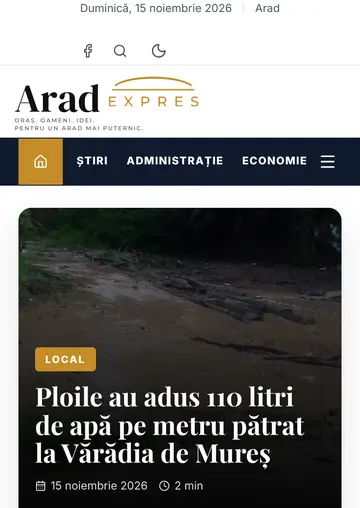 Duminică, 15 noiembrie 2026 Arad
Arad EXPRES
ORAȘ. OAMENI. IDEI.
PENTRU UN ARAD MAI PUTERNIC.
ȘTIRI ADMINISTRAȚIE ECONOMIE
LOCAL
Ploile au adus 110 litri
de apă pe metru pătrat
la Vărădia de Mureș
15 noiembrie 2026 2 min